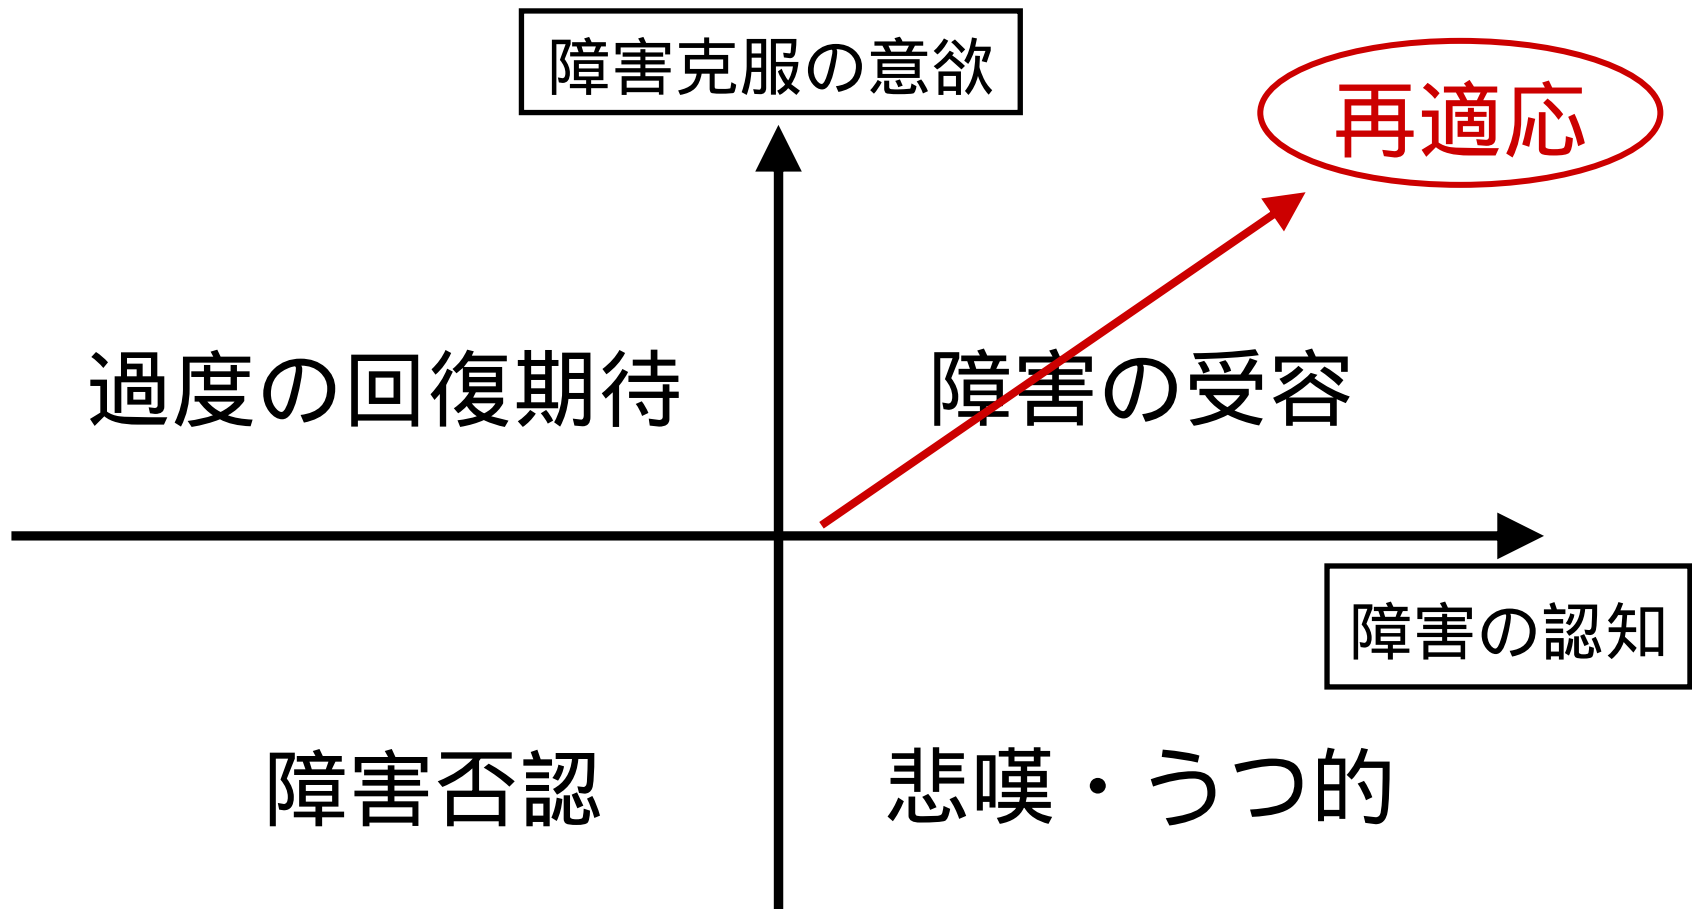 障害克服の意欲
再適応
過度の回復期待
障害の受容
障害の認知
障害否認
悲嘆・うつ的